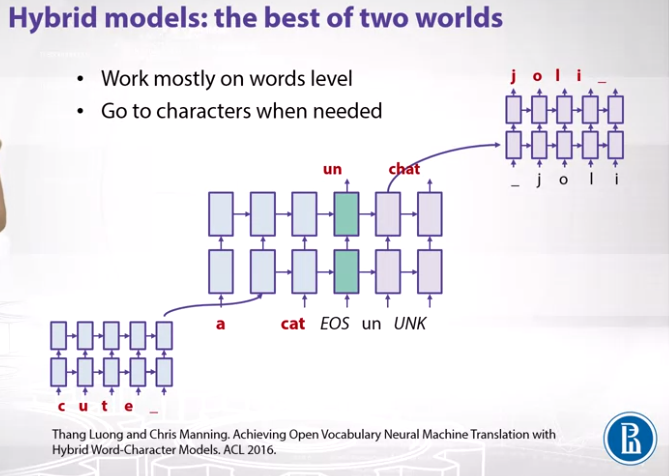 Hybrid models: the best of two worlds
• Work mostly on words level
• Go to characters when needed
j o l i _
_ j o l i
un chat
a cat EOS un UNK
c u t e _
Thang Luong and Chris Manning. Achieving Open Vocabulary Neural Machine Translation with
Hybrid Word-Character Models. ACL 2016.